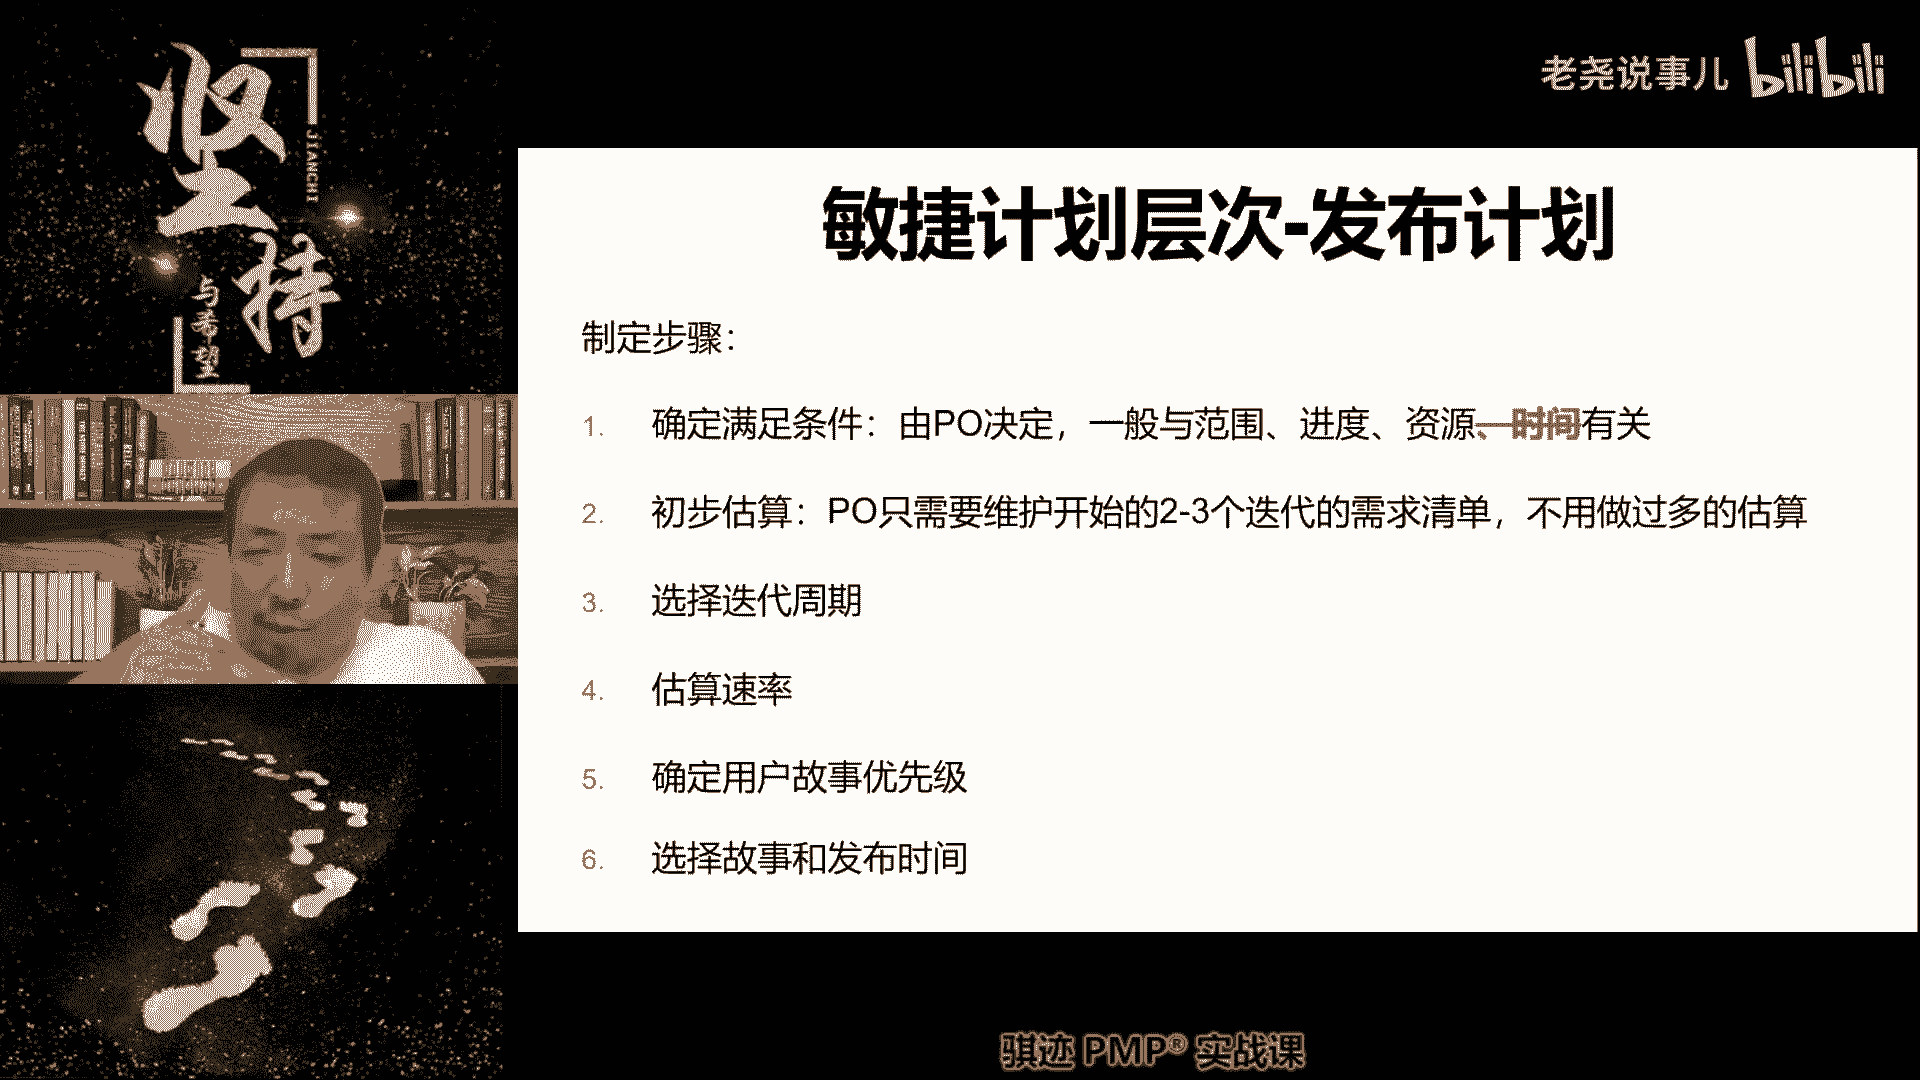 坚持
JIANCHI
与希望
老尧说事儿 bilibili
敏捷计划层次-发布计划
制定步骤：
1. 确定满足条件：由PO决定，一般与范围、进度、资源、时间有关
2. 初步估算：PO只需要维护开始的2-3个迭代的需求清单，不用做过多的估算
3. 选择迭代周期
4. 估算速率
5. 确定用户故事优先级
6. 选择故事和发布时间
骐迹 PMP® 实战课